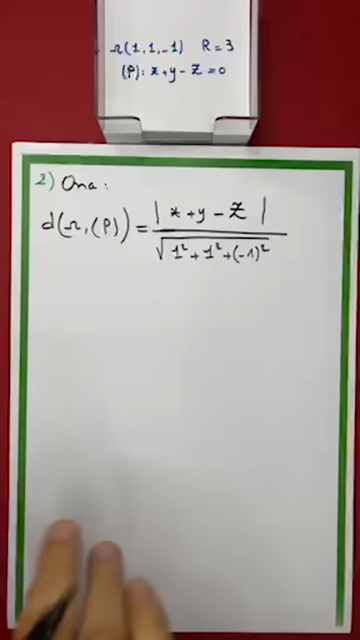 Ω(1,1,-1) R = 3
(P): x+y-z=0
2) On a :
d(Ω,(P)) = | x+y-z | / √1²+1²+(-1)²